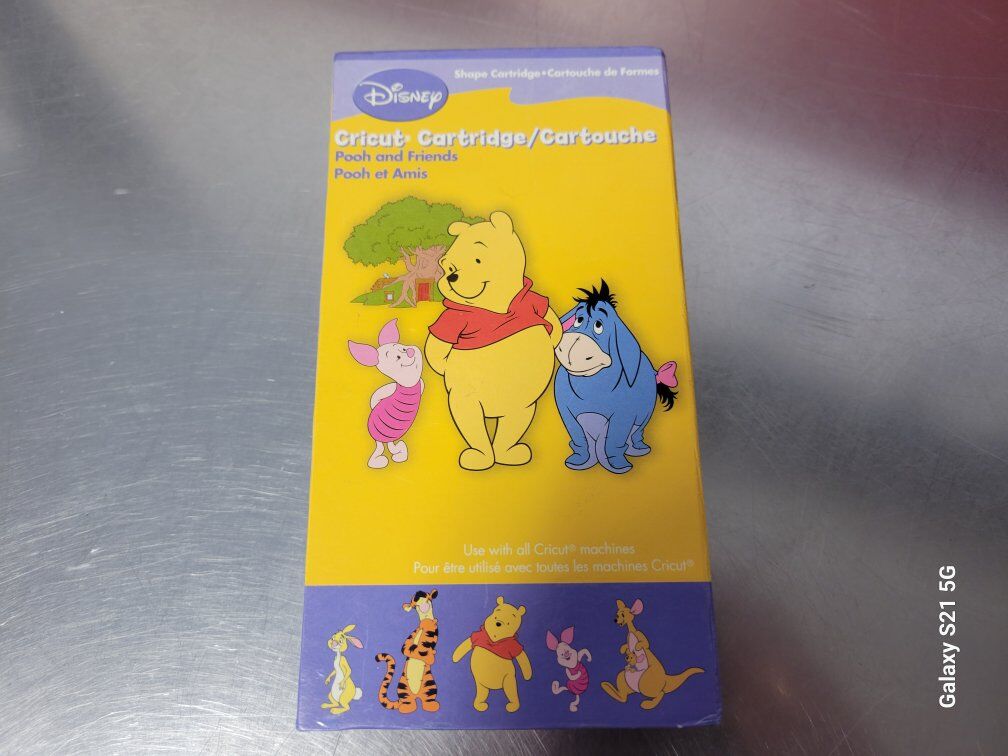 Disney
Shape Cartridge•Cartouche de Formes
Cricut® Cartridge/Cartouche
Pooh and Friends
Pooh et Amis
Use with all Cricut® machines
Pour être utilisé avec toutes les machines Cricut®
Galaxy S21 5G